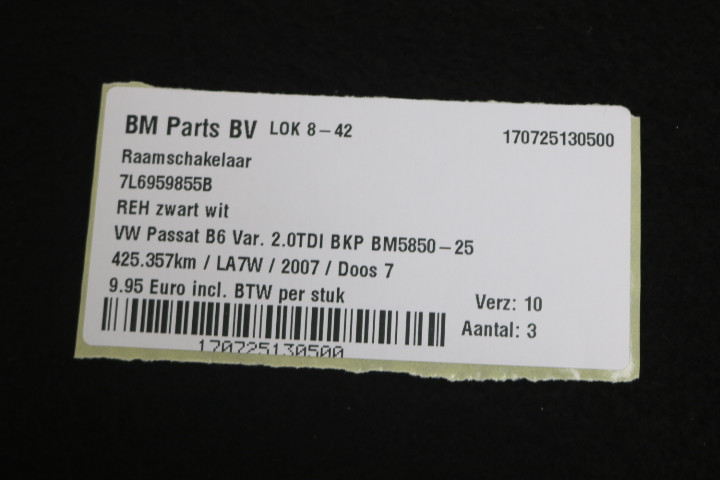 BM Parts BV LOK 8-42 170725130500
Raamschakelaar
7L6959855B
REH zwart wit
VW Passat B6 Var. 2.0TDI BKP BM5850-25
425.357km / LA7W / 2007 / Doos 7
9.95 Euro incl. BTW per stuk
Verz: 10
Aantal: 3
170725130500